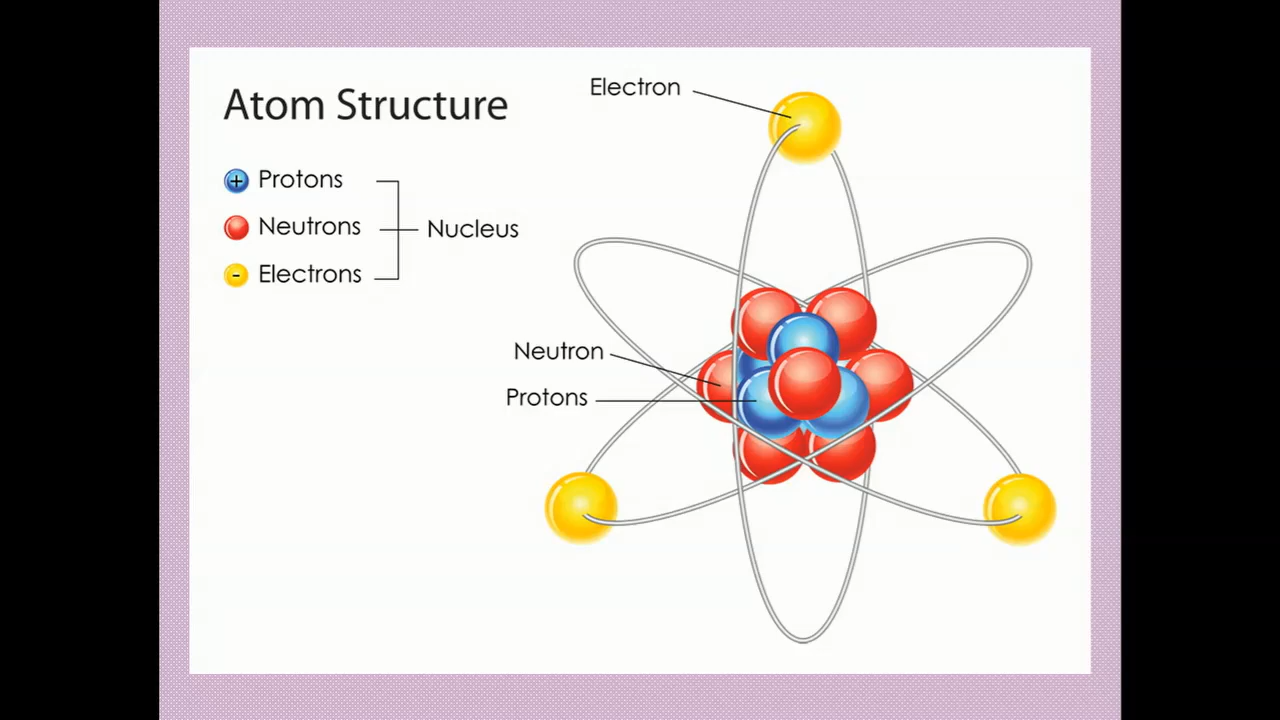 Atom Structure
+ Protons
Neutrons
- Electrons
Nucleus
Electron
Neutron
Protons